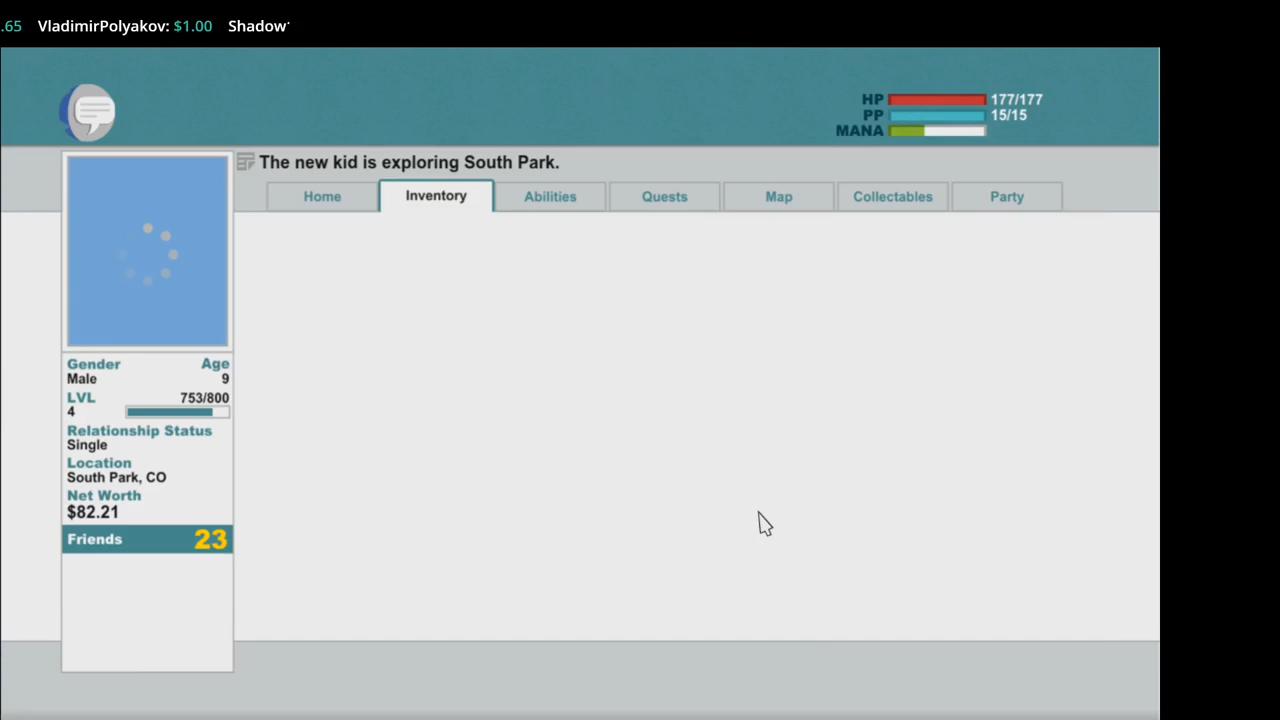 .65 VladimirPolyakov: $1.00 Shadow
HP 177/177
PP 15/15
MANA
The new kid is exploring South Park.
Home Inventory Abilities Quests Map Collectables Party
Gender Age
Male 9
LVL 753/800
4
Relationship Status
Single
Location
South Park, CO
Net Worth
$82.21
Friends 23